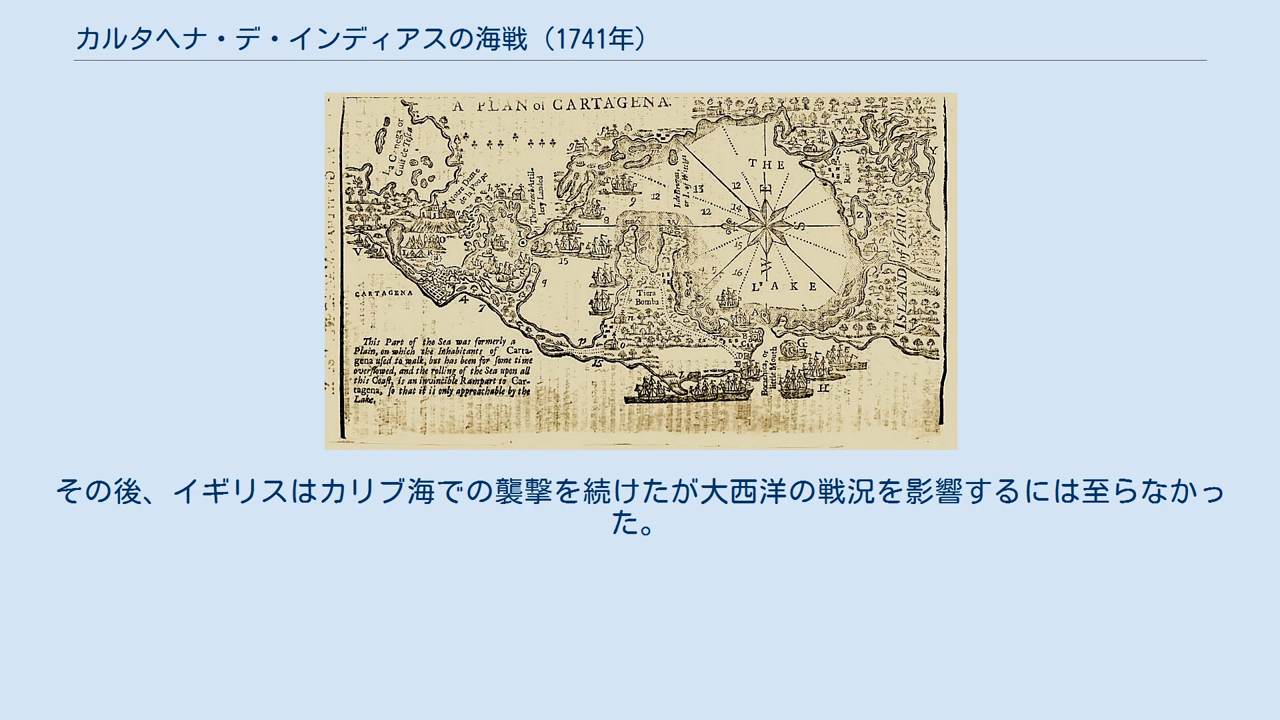 カルタヘナ・デ・インディアスの海戦（1741年）
A PLAN of CARTAGENA.
THE
LAKE
ISLAND of VARU
Tierra Bomba
CARTAGENA
This Part of the Sea was formerly a
Plain, on which the Inhabitants of Carta-
gena used to walk, but has been for some time
overflowed, and the rolling of the Sea upon all
this Coast, is an invincible Rampart to Car-
tagena, so that it is only approachable by the
Lake.
その後、イギリスはカリブ海での襲撃を続けたが大西洋の戦況を影響するには至らなかっ
た。